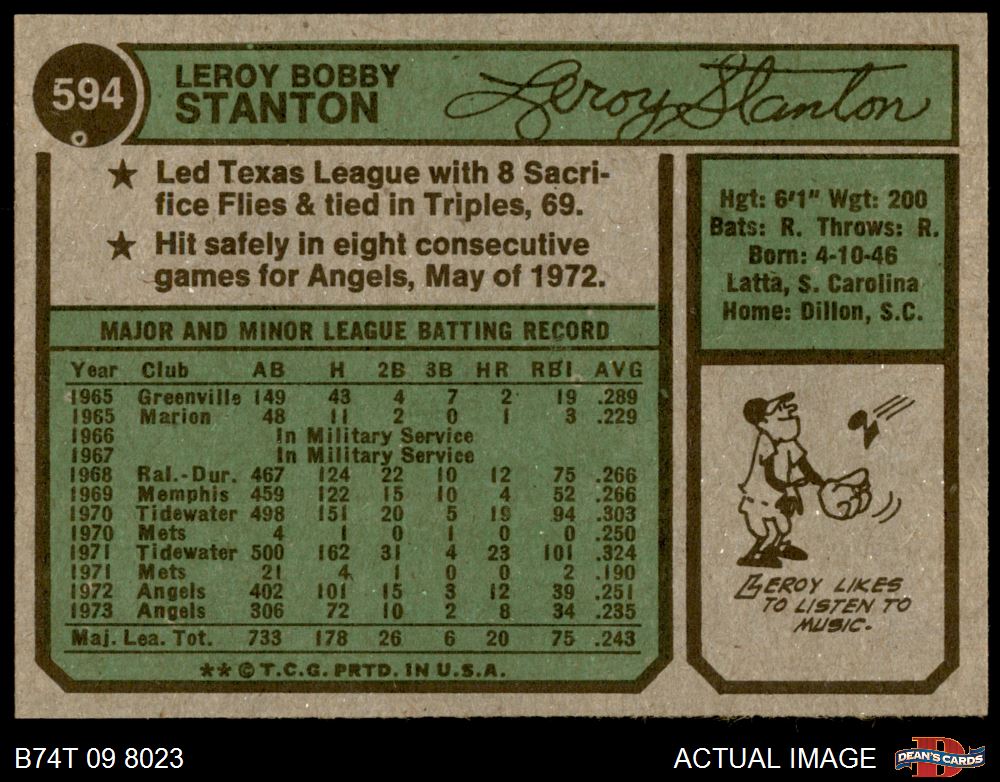 594
LEROY BOBBY
STANTON
Leroy Stanton
★ Led Texas League with 8 Sacri-
fice Flies & tied in Triples, 69.
★ Hit safely in eight consecutive
games for Angels, May of 1972.
Hgt: 6'1" Wgt: 200
Bats: R. Throws: R.
Born: 4-10-46
Latta, S. Carolina
Home: Dillon, S.C.
MAJOR AND MINOR LEAGUE BATTING RECORD
Year Club AB H 2B 3B HR RBI AVG
1965 Greenville 149 43 4 7 2 19 .289
1965 Marion 48 11 2 0 1 3 .229
1966 In Military Service
1967 In Military Service
1968 Ral.-Dur. 467 124 22 10 12 75 .266
1969 Memphis 459 122 15 10 4 52 .266
1970 Tidewater 498 151 20 5 19 94 .303
1970 Mets 4 1 0 1 0 0 .250
1971 Tidewater 500 162 31 4 23 101 .324
1971 Mets 21 4 1 0 0 2 .190
1972 Angels 402 101 15 3 12 39 .251
1973 Angels 306 72 10 2 8 34 .235
Maj. Lea. Tot. 733 178 26 6 20 75 .243
**©T.C.G. PRTD. IN U.S.A.
LEROY LIKES
TO LISTEN TO
MUSIC.
B74T 09 8023
ACTUAL IMAGE
D
DEAN'S CARDS